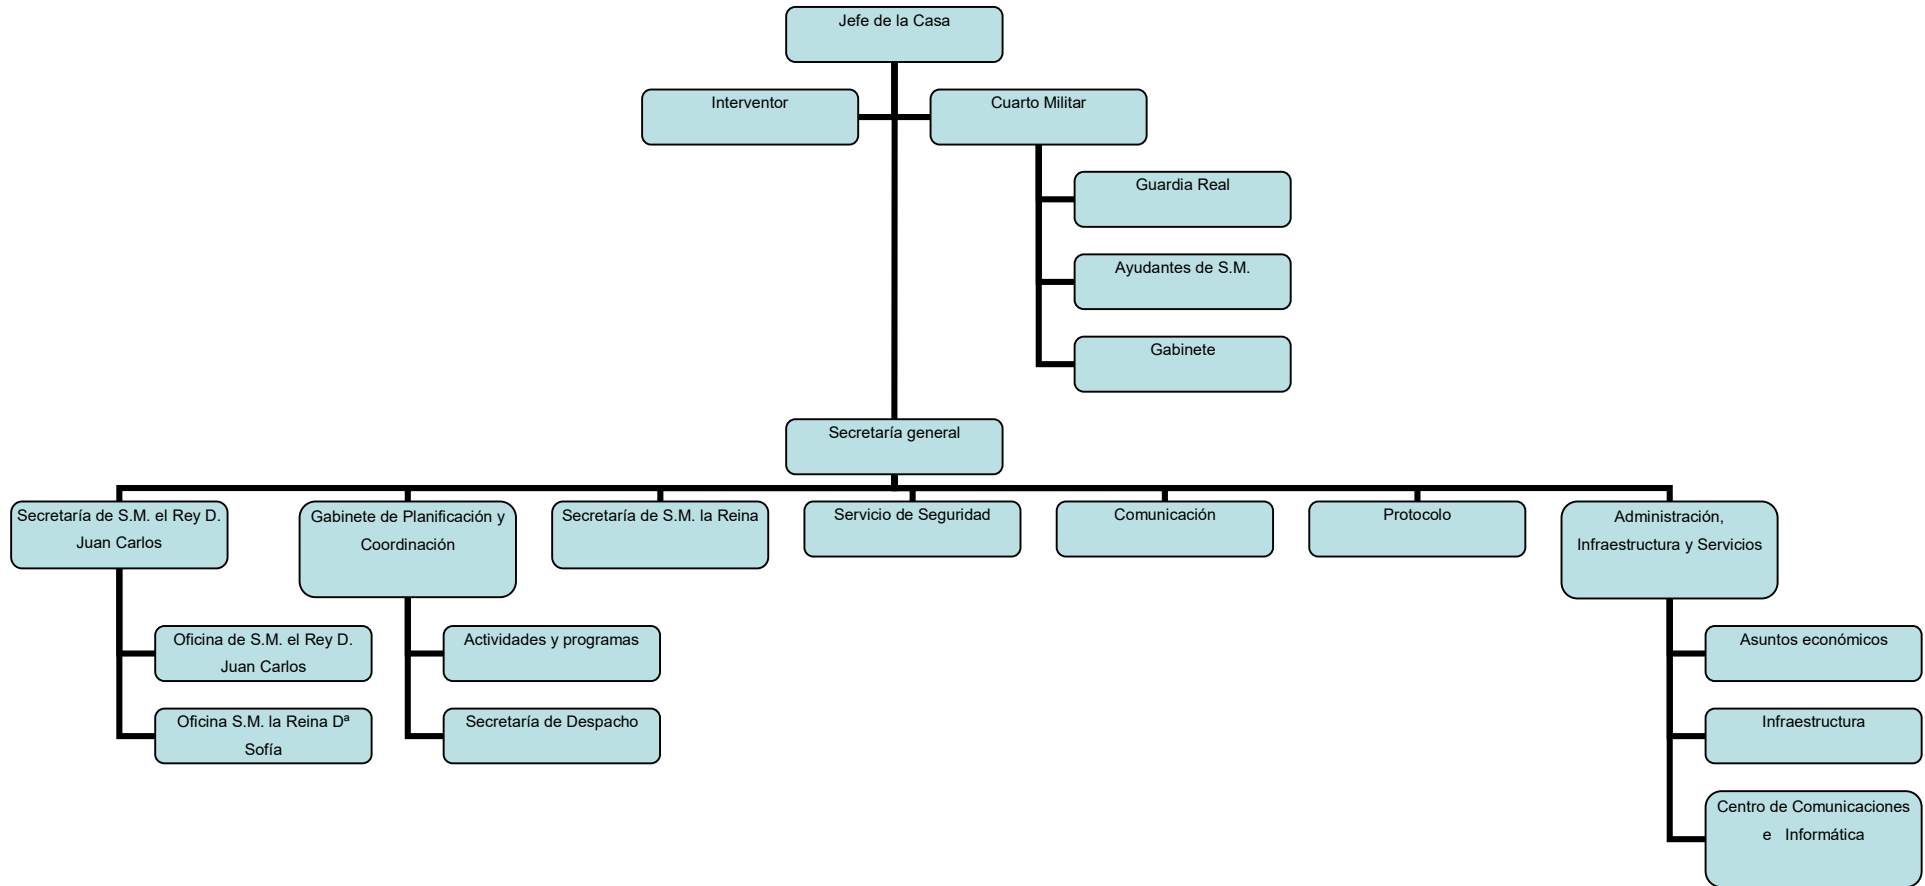 Jefe de la Casa
Interventor
Cuarto Militar
Guardia Real
Ayudantes de S.M.
Gabinete
Secretaría general
Secretaría de S.M. el Rey D.
Juan Carlos
Gabinete de Planificación y
Coordinación
Secretaría de S.M. la Reina
Servicio de Seguridad
Comunicación
Protocolo
Administración,
Infraestructura y Servicios
Oficina de S.M. el Rey D.
Juan Carlos
Oficina S.M. la Reina Dª
Sofía
Actividades y programas
Secretaría de Despacho
Asuntos económicos
Infraestructura
Centro de Comunicaciones
e Informática